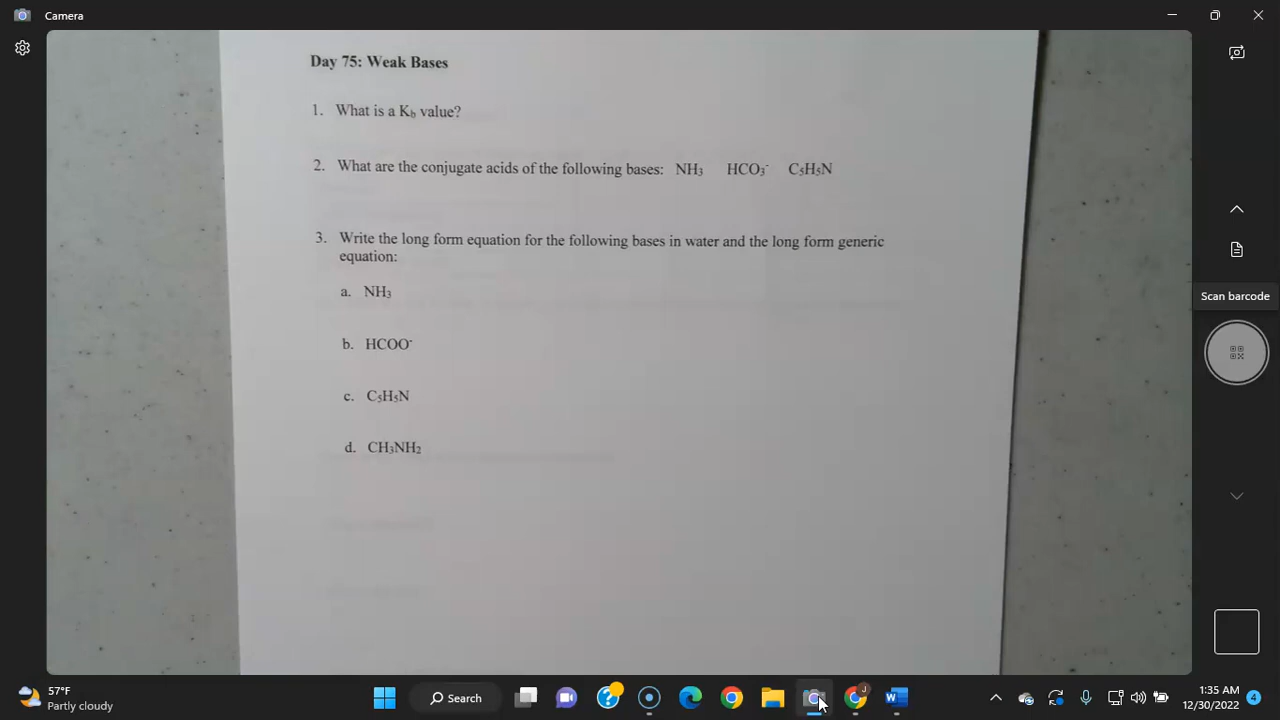 Camera
Day 75: Weak Bases
1. What is a Kb value?
2. What are the conjugate acids of the following bases: NH₃ HCO₃⁻ C₅H₅N
3. Write the long form equation for the following bases in water and the long form generic
equation:
a. NH₃
b. HCOO⁻
c. C₅H₅N
d. CH₃NH₂
Scan barcode
57°F
Partly cloudy
Search
J
W
1:35 AM
12/30/2022
4